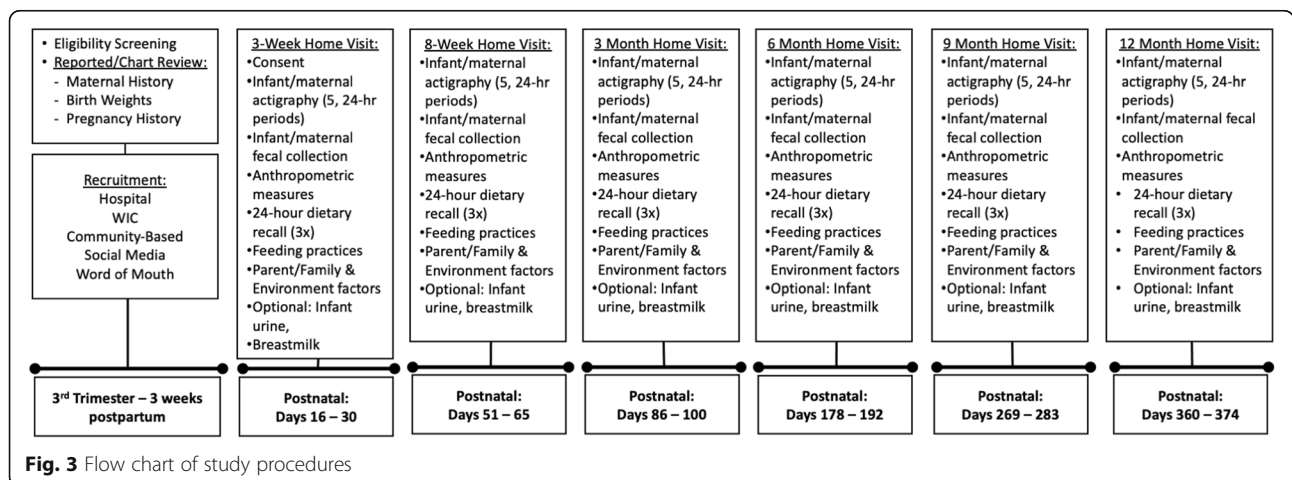 • Eligibility Screening
• Reported/Chart Review:
- Maternal History
- Birth Weights
- Pregnancy History
Recruitment:
Hospital
WIC
Community-Based
Social Media
Word of Mouth
3rd Trimester – 3 weeks
postpartum
3-Week Home Visit:
•Consent
•Infant/maternal
actigraphy (5, 24-hr
periods)
•Infant/maternal
fecal collection
•Anthropometric
measures
•24-hour dietary
recall (3x)
•Feeding practices
•Parent/Family &
Environment factors
•Optional: Infant
urine,
•Breastmilk
Postnatal:
Days 16 – 30
8-Week Home Visit:
•Infant/maternal
actigraphy (5, 24-hr
periods)
•Infant/maternal
fecal collection
•Anthropometric
measures
•24-hour dietary
recall (3x)
•Feeding practices
•Parent/Family &
Environment factors
•Optional: Infant
urine, breastmilk
Postnatal:
Days 51 – 65
3 Month Home Visit:
•Infant/maternal
actigraphy (5, 24-hr
periods)
•Infant/maternal
fecal collection
•Anthropometric
measures
•24-hour dietary
recall (3x)
•Feeding practices
•Parent/Family &
Environment factors
•Optional: Infant
urine, breastmilk
Postnatal:
Days 86 – 100
6 Month Home Visit:
•Infant/maternal
actigraphy (5, 24-hr
periods)
•Infant/maternal
fecal collection
•Anthropometric
measures
•24-hour dietary
recall (3x)
•Feeding practices
•Parent/Family &
Environment factors
•Optional: Infant
urine, breastmilk
Postnatal:
Days 178 – 192
9 Month Home Visit:
•Infant/maternal
actigraphy (5, 24-hr
periods)
•Infant/maternal
fecal collection
•Anthropometric
measures
•24-hour dietary
recall (3x)
•Feeding practices
•Parent/Family &
Environment factors
•Optional: Infant
urine, breastmilk
Postnatal:
Days 269 – 283
12 Month Home Visit:
•Infant/maternal
actigraphy (5, 24-hr
periods)
•Infant/maternal fecal
collection
•Anthropometric
measures
• 24-hour dietary
recall (3x)
• Feeding practices
• Parent/Family &
Environment factors
• Optional: Infant
urine, breastmilk
Postnatal:
Days 360 – 374
Fig. 3 Flow chart of study procedures